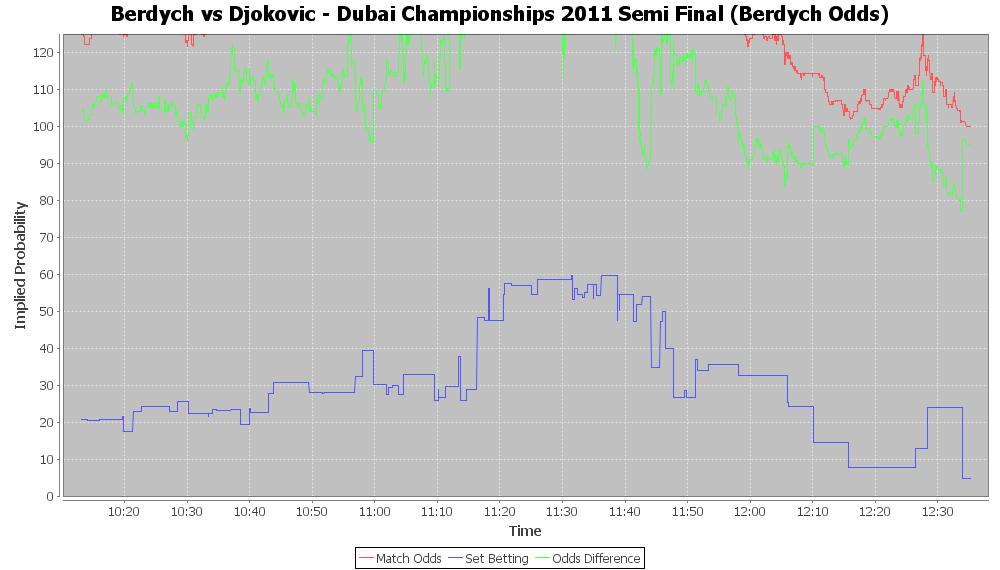 Berdych vs Djokovic - Dubai Championships 2011 Semi Final (Berdych Odds)
120
110
100
90
80
70
60
50
40
30
20
10
0
Implied Probability
10:20 10:30 10:40 10:50 11:00 11:10 11:20 11:30 11:40 11:50 12:00 12:10 12:20 12:30
Time
Match Odds Set Betting Odds Difference